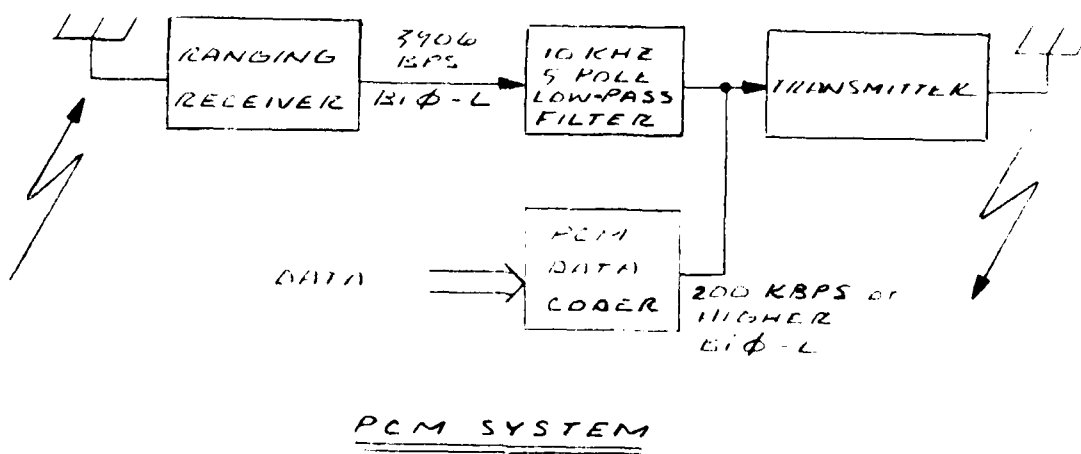 RANGING
RECEIVER
3906
BPS
BiΦ-L
10 KHZ
5 POLE
LOW-PASS
FILTER
TRANSMITTER
DATA
PCM
DATA
CODER
200 KBPS or
HIGHER
BiΦ-L
PCM SYSTEM